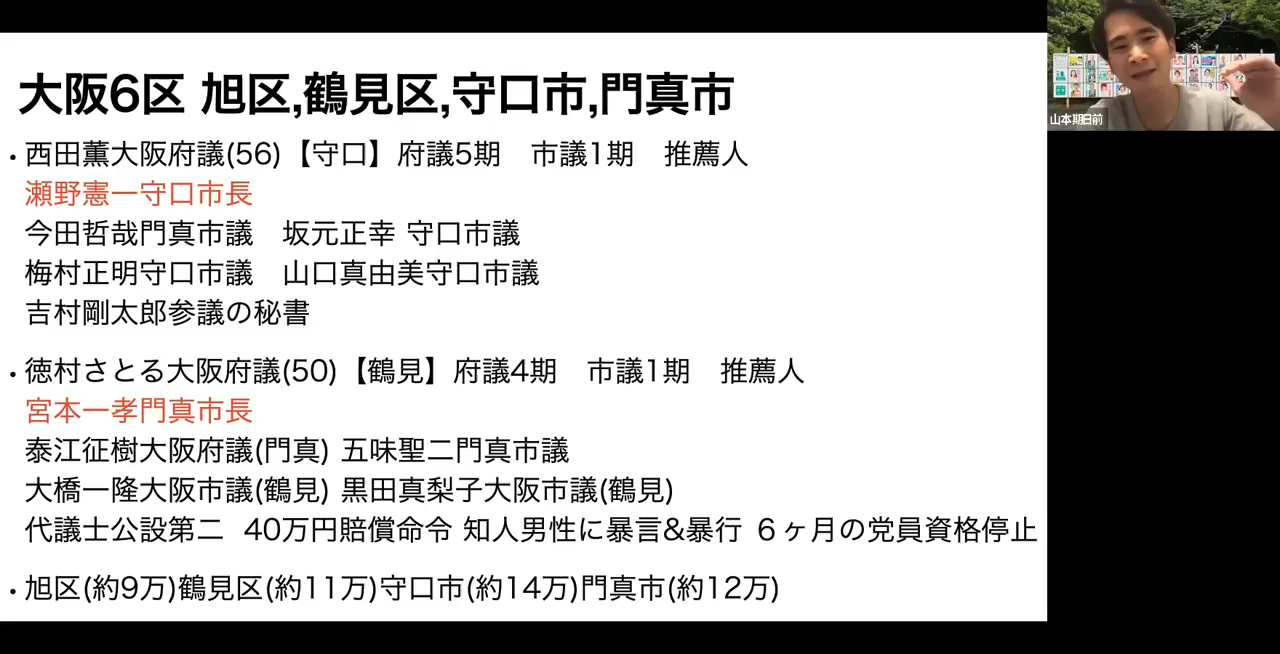 大阪6区 旭区,鶴見区,守口市,門真市
・西田薫大阪府議(56)【守口】府議5期　市議1期　推薦人
瀬野憲一守口市長
今田哲哉門真市議　坂元正幸 守口市議
梅村正明守口市議　山口真由美守口市議
吉村剛太郎参議の秘書
・徳村さとる大阪府議(50)【鶴見】府議4期　市議1期　推薦人
宮本一孝門真市長
泰江征樹大阪府議(門真) 五味聖二門真市議
大橋一隆大阪市議(鶴見) 黒田真梨子大阪市議(鶴見)
代議士公設第二 40万円賠償命令 知人男性に暴言&暴行 6ヶ月の党員資格停止
・旭区(約9万)鶴見区(約11万)守口市(約14万)門真市(約12万)
山本期日前